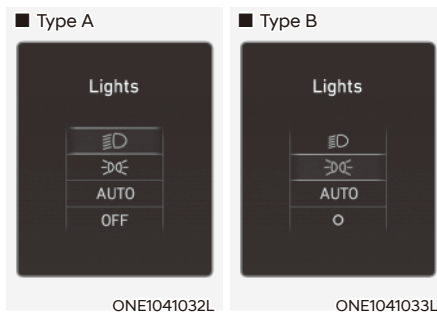 ■ Type A
Lights
AUTO
OFF
ONE1041032L
■ Type B
Lights
AUTO
ONE1041033L